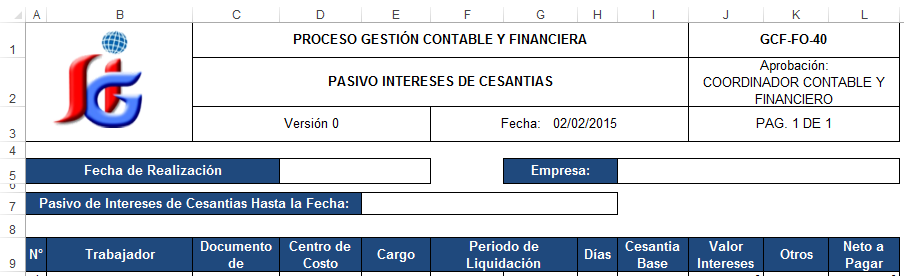 A B C D E F G H I J K L
1 PROCESO GESTIÓN CONTABLE Y FINANCIERA GCF-FO-40
2 PASIVO INTERESES DE CESANTIAS Aprobación:
COORDINADOR CONTABLE Y
FINANCIERO
3 Versión 0 Fecha: 02/02/2015 PAG. 1 DE 1
4
5 Fecha de Realización Empresa:
6
7 Pasivo de Intereses de Cesantias Hasta la Fecha:
8
9 N° Trabajador Documento de Centro de Costo Cargo Periodo de Liquidación Días Cesantia Base Valor Intereses Otros Neto a Pagar